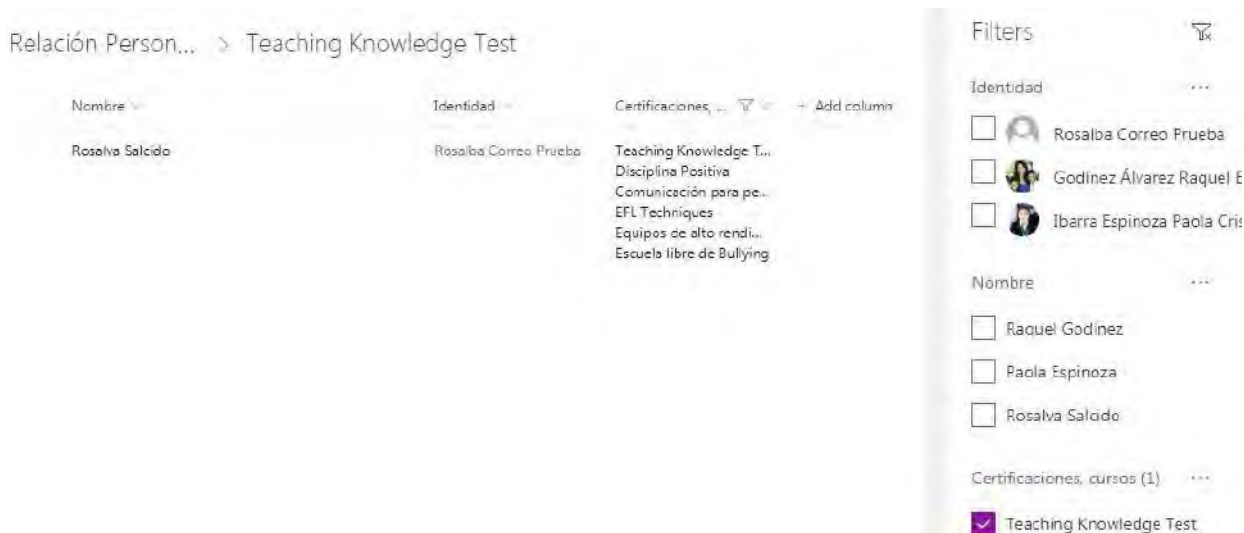 Relación Person... > Teaching Knowledge Test
Nombre Identidad Certificaciones, ... + Add column
Rosalva Salcido Rosalba Correo Prueba Teaching Knowledge T...
Disciplina Positiva
Comunicación para pe...
EFL Techniques
Equipos de alto rendi...
Escuela libre de Bullying
Filters
Identidad ...
Rosalba Correo Prueba
Godinez Álvarez Raquel E
Ibarra Espinoza Paola Cris
Nombre ...
Raquel Godinez
Paola Espinoza
Rosalva Salcido
Certificaciones, cursos (1) ...
Teaching Knowledge Test